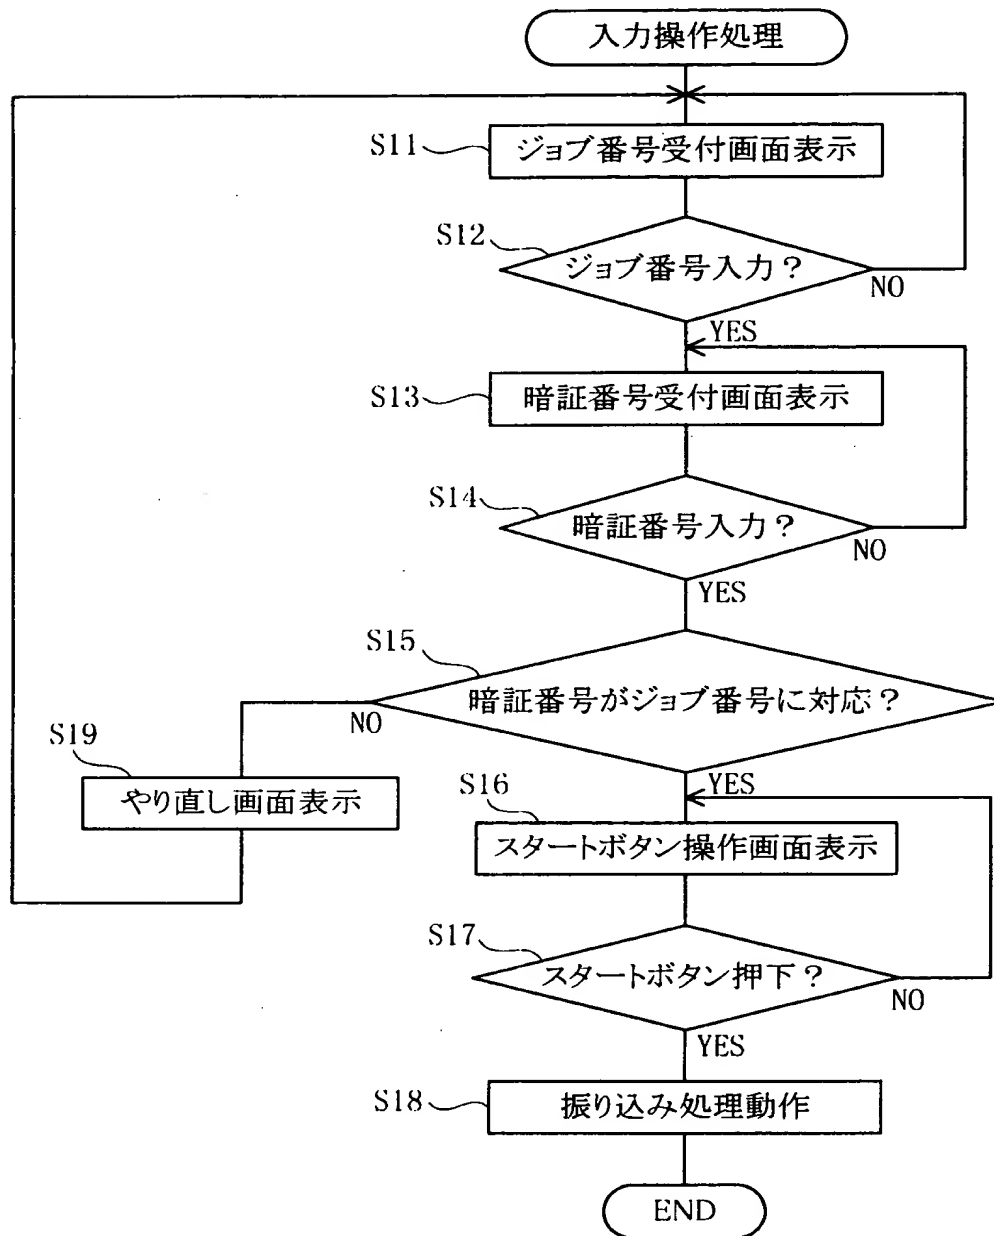 入力操作処理
S11
ジョブ番号受付画面表示
S12
ジョブ番号入力？
NO
YES
S13
暗証番号受付画面表示
S14
暗証番号入力？
NO
YES
S15
暗証番号がジョブ番号に対応？
NO
YES
S19
やり直し画面表示
S16
スタートボタン操作画面表示
S17
スタートボタン押下？
NO
YES
S18
振り込み処理動作
END